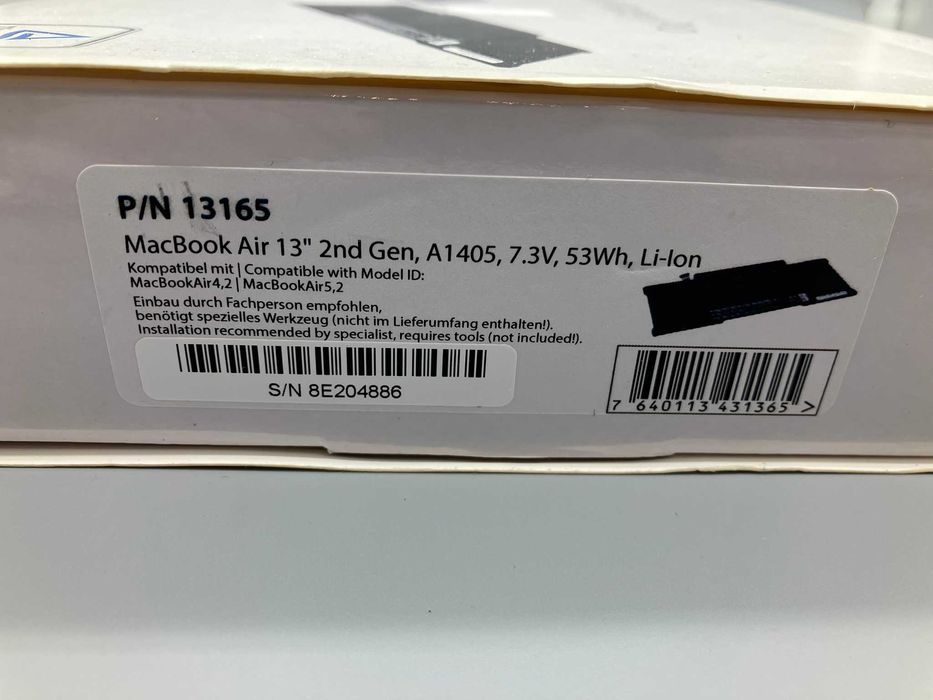 P/N 13165
MacBook Air 13" 2nd Gen, A1405, 7.3V, 53Wh, Li-Ion
Kompatibel mit | Compatible with Model ID:
MacBookAir4,2 | MacBookAir5,2
Einbau durch Fachperson empfohlen,
benötigt spezielles Werkzeug (nicht im Lieferumfang enthalten!).
Installation recommended by specialist, requires tools (not included!).
S/N 8E204886
7 640113 431365 >